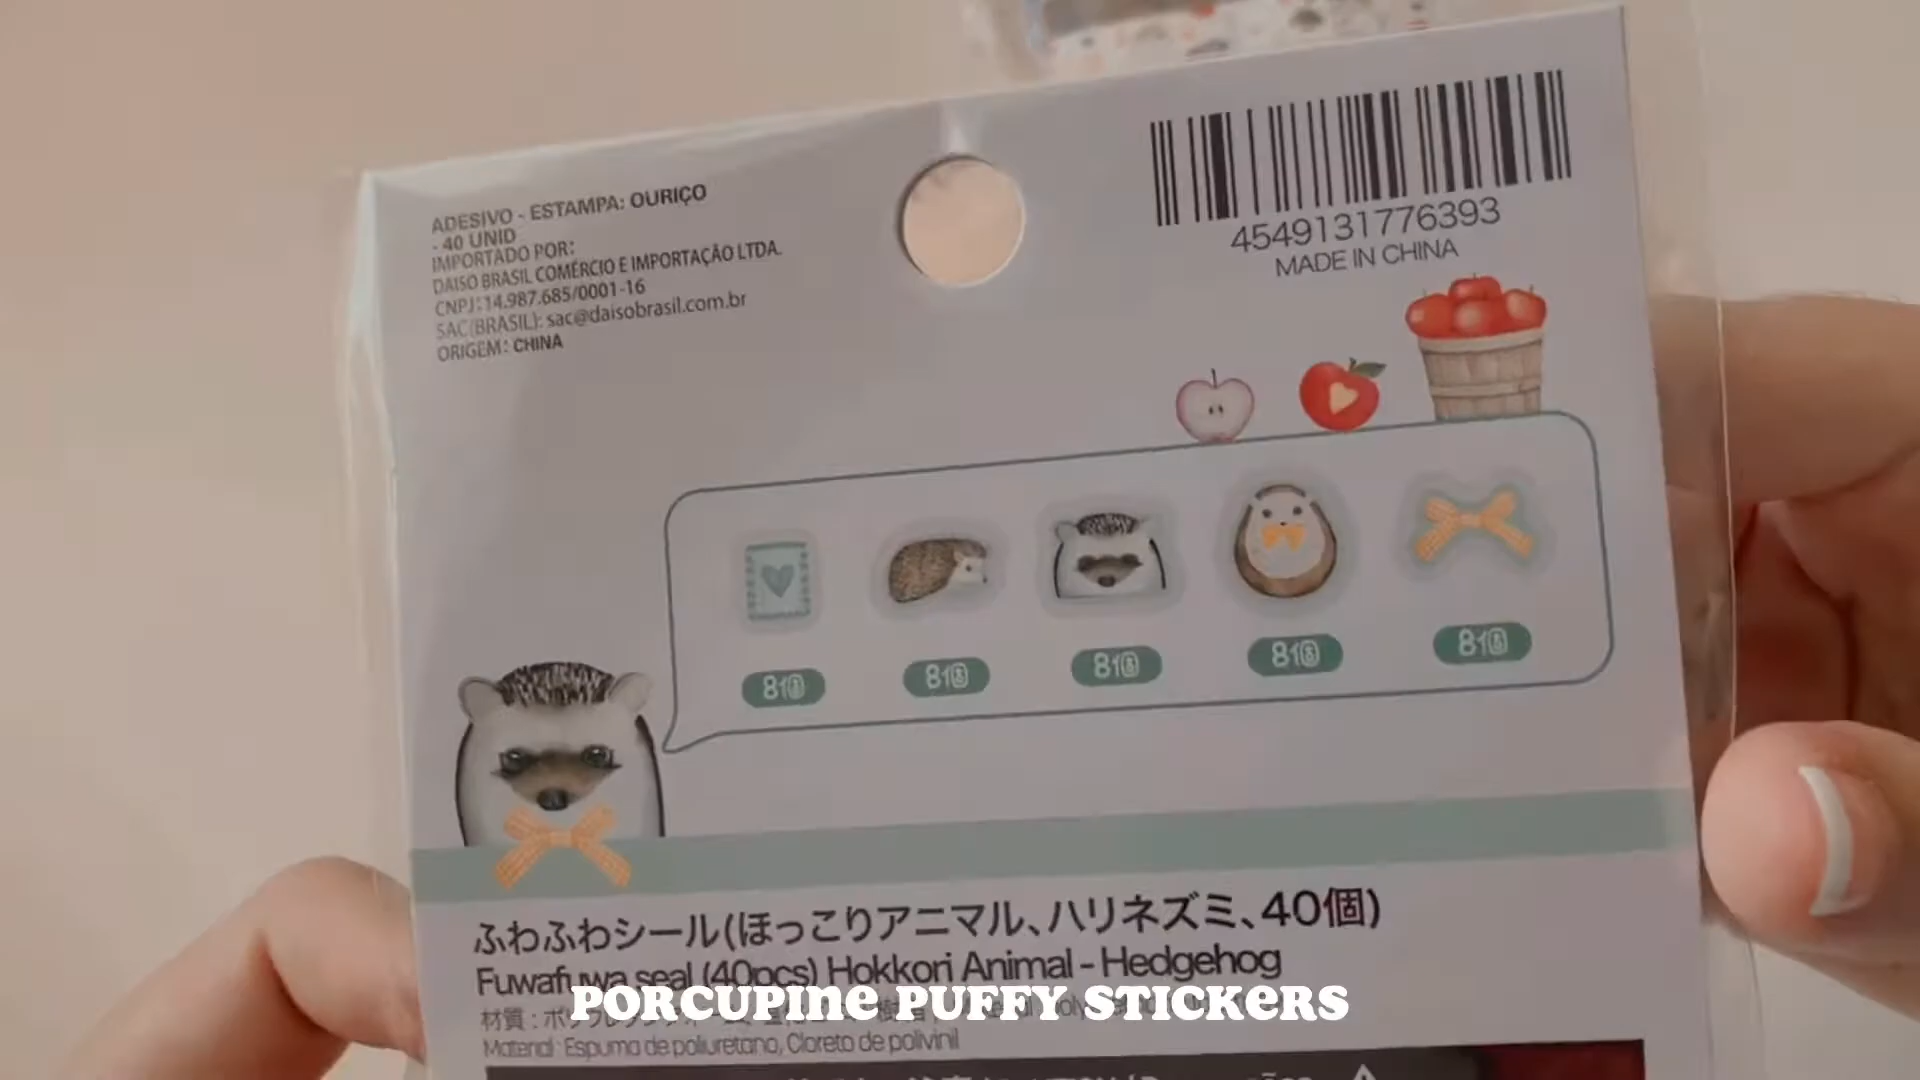 ADESIVO - ESTAMPA: OURIÇO
- 40 UNID
IMPORTADO POR:
DAISO BRASIL COMÉRCIO E IMPORTAÇÃO LTDA.
CNPJ:14.987.685/0001-16
SAC(BRASIL): sac@daisobrasil.com.br
ORIGEM: CHINA
4549131776393
MADE IN CHINA
8個
8個
8個
8個
8個
ふわふわシール(ほっこりアニマル、ハリネズミ、40個)
Fuwafuwa seal (40pcs) Hokkori Animal - Hedgehog
PORCUPINE PUFFY STICKERS
材質:
Material: Espuma de poliuretano, Cloreto de polivinil